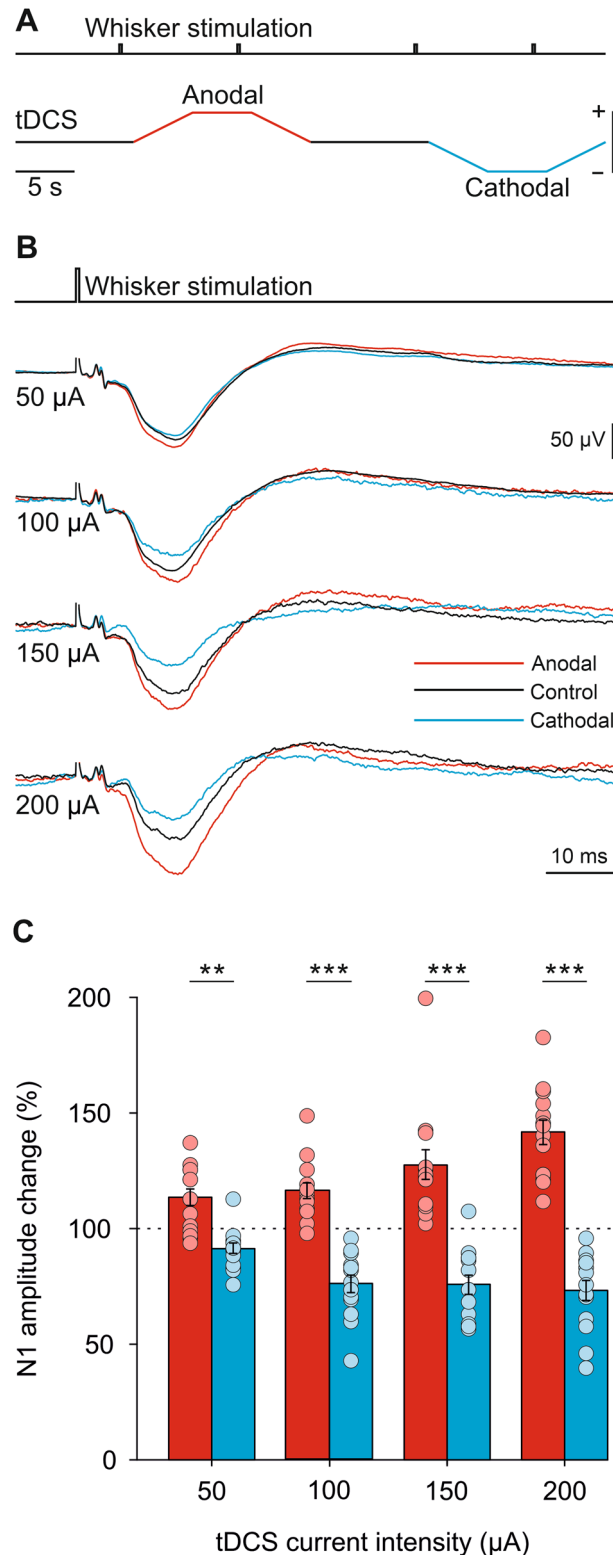 A
Whisker stimulation
Anodal
tDCS
+
−
5 s
Cathodal
B
Whisker stimulation
50 µA
50 µV
100 µA
150 µA
Anodal
Control
Cathodal
200 µA
10 ms
C
** *** *** ***
200
150
100
50
0
N1 amplitude change (%)
50 100 150 200
tDCS current intensity (µA)